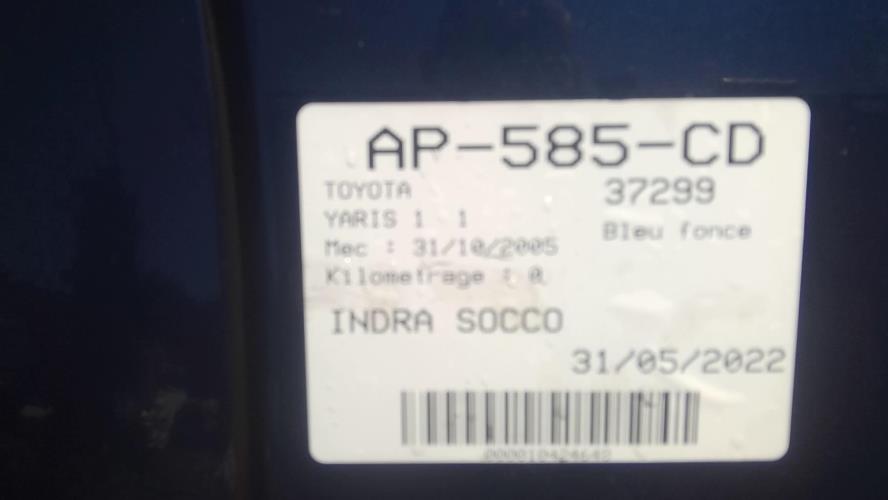 AP-585-CD
TOYOTA 37299
YARIS 1 1
Bleu fonce
Mec : 31/10/2005
Kilometrage : 0
INDRA SOCCO
31/05/2022